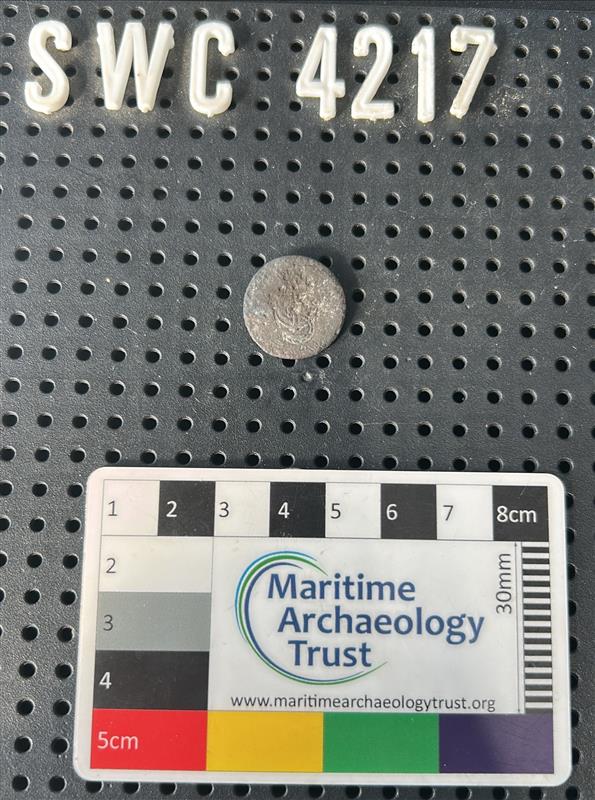 SWC 4217
1 2 3 4 5 6 7 8cm
2
3
4
5cm
30mm
Maritime
Archaeology
Trust
www.maritimearchaeologytrust.org